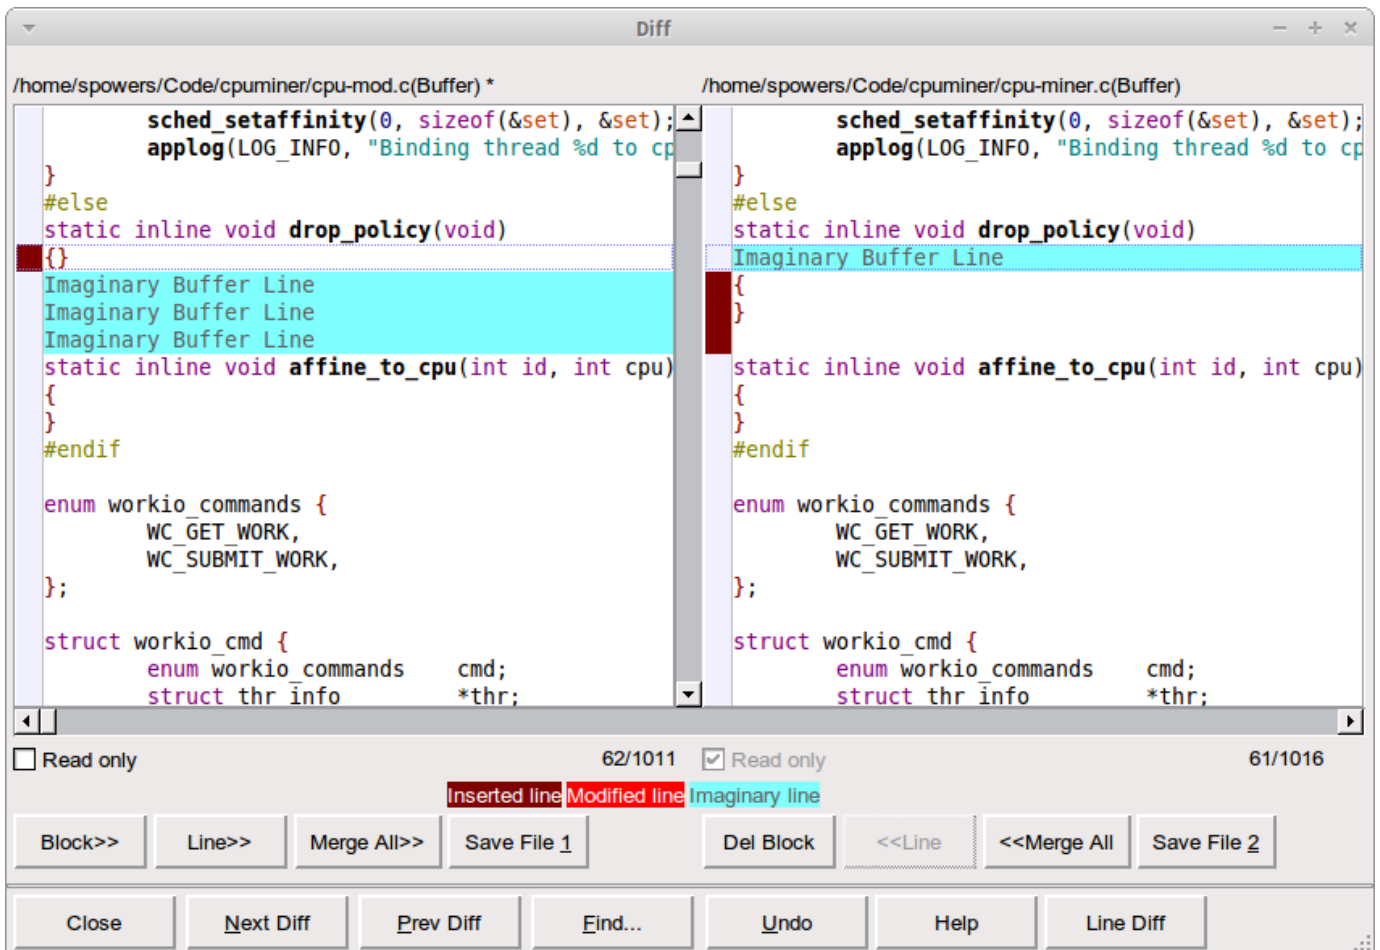 Diff
/home/spowers/Code/cpuminer/cpu-mod.c(Buffer) *
sched_setaffinity(0, sizeof(&set), &set);
applog(LOG_INFO, "Binding thread %d to cp
}
#else
static inline void drop_policy(void)
{}
Imaginary Buffer Line
Imaginary Buffer Line
Imaginary Buffer Line
static inline void affine_to_cpu(int id, int cpu)
{
}
#endif
enum workio_commands {
WC_GET_WORK,
WC_SUBMIT_WORK,
};
struct workio_cmd {
enum workio_commands cmd;
struct thr_info *thr;
/home/spowers/Code/cpuminer/cpu-miner.c(Buffer)
sched_setaffinity(0, sizeof(&set), &set);
applog(LOG_INFO, "Binding thread %d to cp
}
#else
static inline void drop_policy(void)
Imaginary Buffer Line
{
}
static inline void affine_to_cpu(int id, int cpu)
{
}
#endif
enum workio_commands {
WC_GET_WORK,
WC_SUBMIT_WORK,
};
struct workio_cmd {
enum workio_commands cmd;
struct thr_info *thr;
Read only 62/1011 Read only 61/1016
Inserted line Modified line Imaginary line
Block>> Line>> Merge All>> Save File 1 Del Block <<Line <<Merge All Save File 2
Close Next Diff Prev Diff Find... Undo Help Line Diff